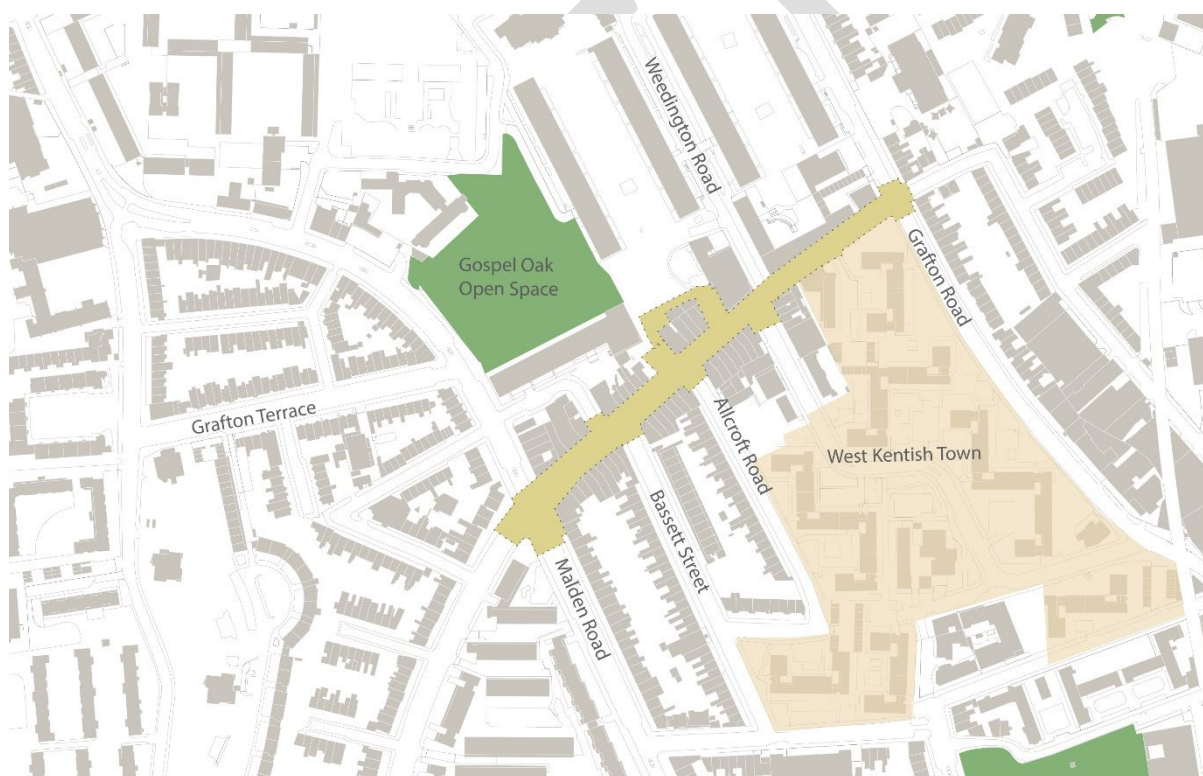 Weedington Road
Gospel Oak
Open Space
Grafton Road
Grafton Terrace
Allcroft Road
West Kentish Town
Bassett Street
Malden Road